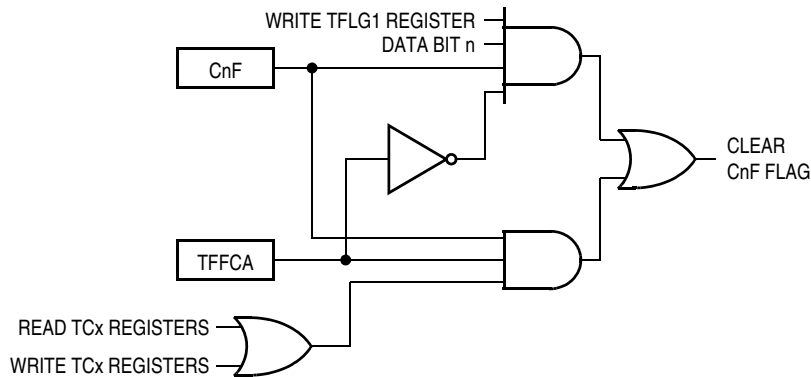 WRITE TFLG1 REGISTER
DATA BIT n
CnF
CLEAR
CnF FLAG
TFFCA
READ TCx REGISTERS
WRITE TCx REGISTERS